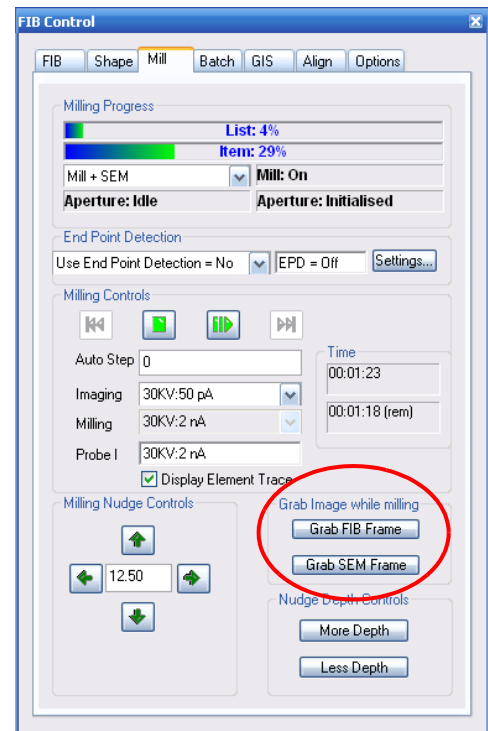 FIB Control
FIB Shape Mill Batch GIS Align Options
Milling Progress
List: 4%
Item: 29%
Mill + SEM Mill: On
Aperture: Idle Aperture: Initialised
End Point Detection
Use End Point Detection = No EPD = Off Settings...
Milling Controls
Auto Step 0
Time
00:01:23
Imaging 30KV:50 pA
00:01:18 (rem)
Milling 30KV:2 nA
Probe I 30KV:2 nA
Display Element Trace
Milling Nudge Controls
12.50
Grab Image while milling
Grab FIB Frame
Grab SEM Frame
Nudge Depth Controls
More Depth
Less Depth